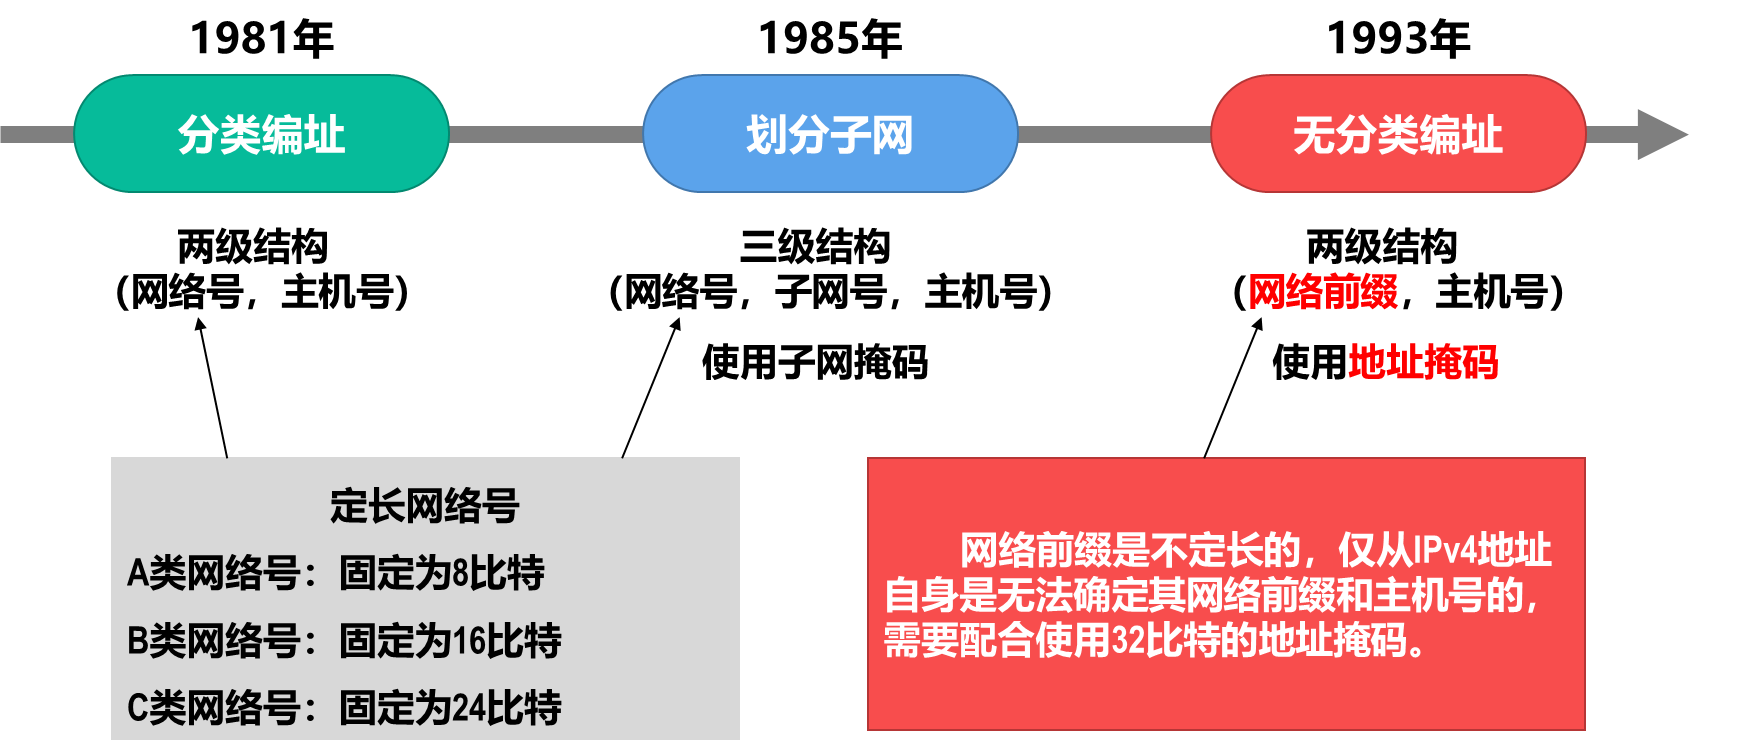 1981年
1985年
1993年
分类编址
划分子网
无分类编址
两级结构
（网络号，主机号）
三级结构
（网络号，子网号，主机号）
使用子网掩码
两级结构
（网络前缀，主机号）
使用地址掩码
定长网络号
A类网络号：固定为8比特
B类网络号：固定为16比特
C类网络号：固定为24比特
网络前缀是不定长的，仅从IPv4地址
自身是无法确定其网络前缀和主机号的，
需要配合使用32比特的地址掩码。